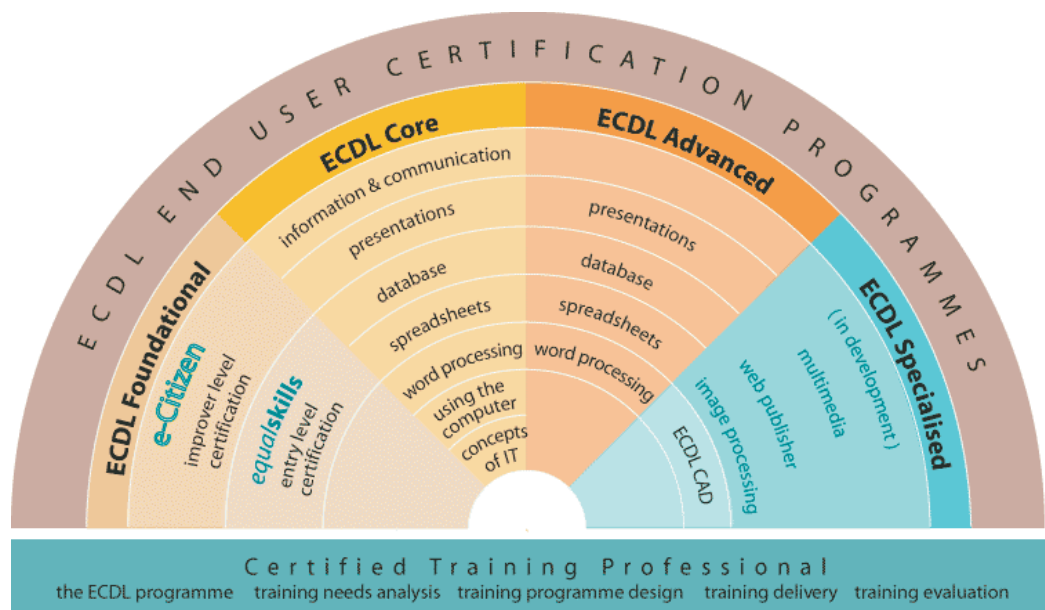 ECDL END USER CERTIFICATION PROGRAMMES
ECDL Foundational
e-Citizen
improver level
certification
equalskills
entry level
certification
ECDL Core
information & communication
presentations
database
spreadsheets
word processing
using the
computer
concepts
of IT
ECDL Advanced
presentations
database
spreadsheets
word processing
ECDL Specialised
( in development )
multimedia
web publisher
image processing
ECDL CAD
Certified Training Professional
the ECDL programme training needs analysis training programme design training delivery training evaluation